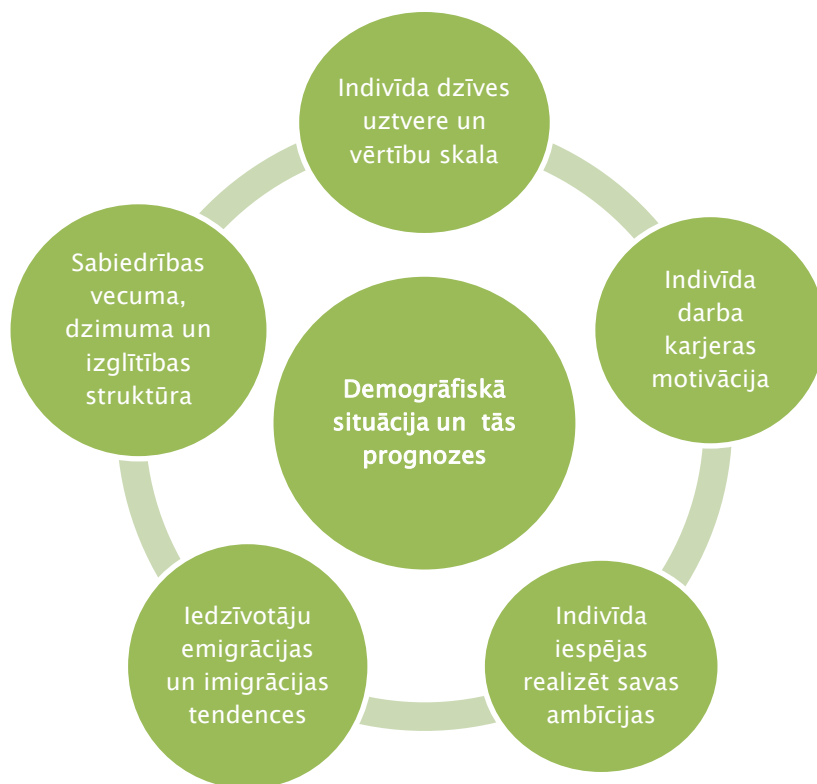 Indivīda dzīves
uztvere un
vērtību skala
Indivīda
darba
karjeras
motivācija
Indivīda
iespējas
realizēt savas
ambīcijas
Iedzīvotāju
emigrācijas
un imigrācijas
tendences
Sabiedrības
vecuma,
dzimuma un
izglītības
struktūra
Demogrāfiskā
situācija un  tās
prognozes